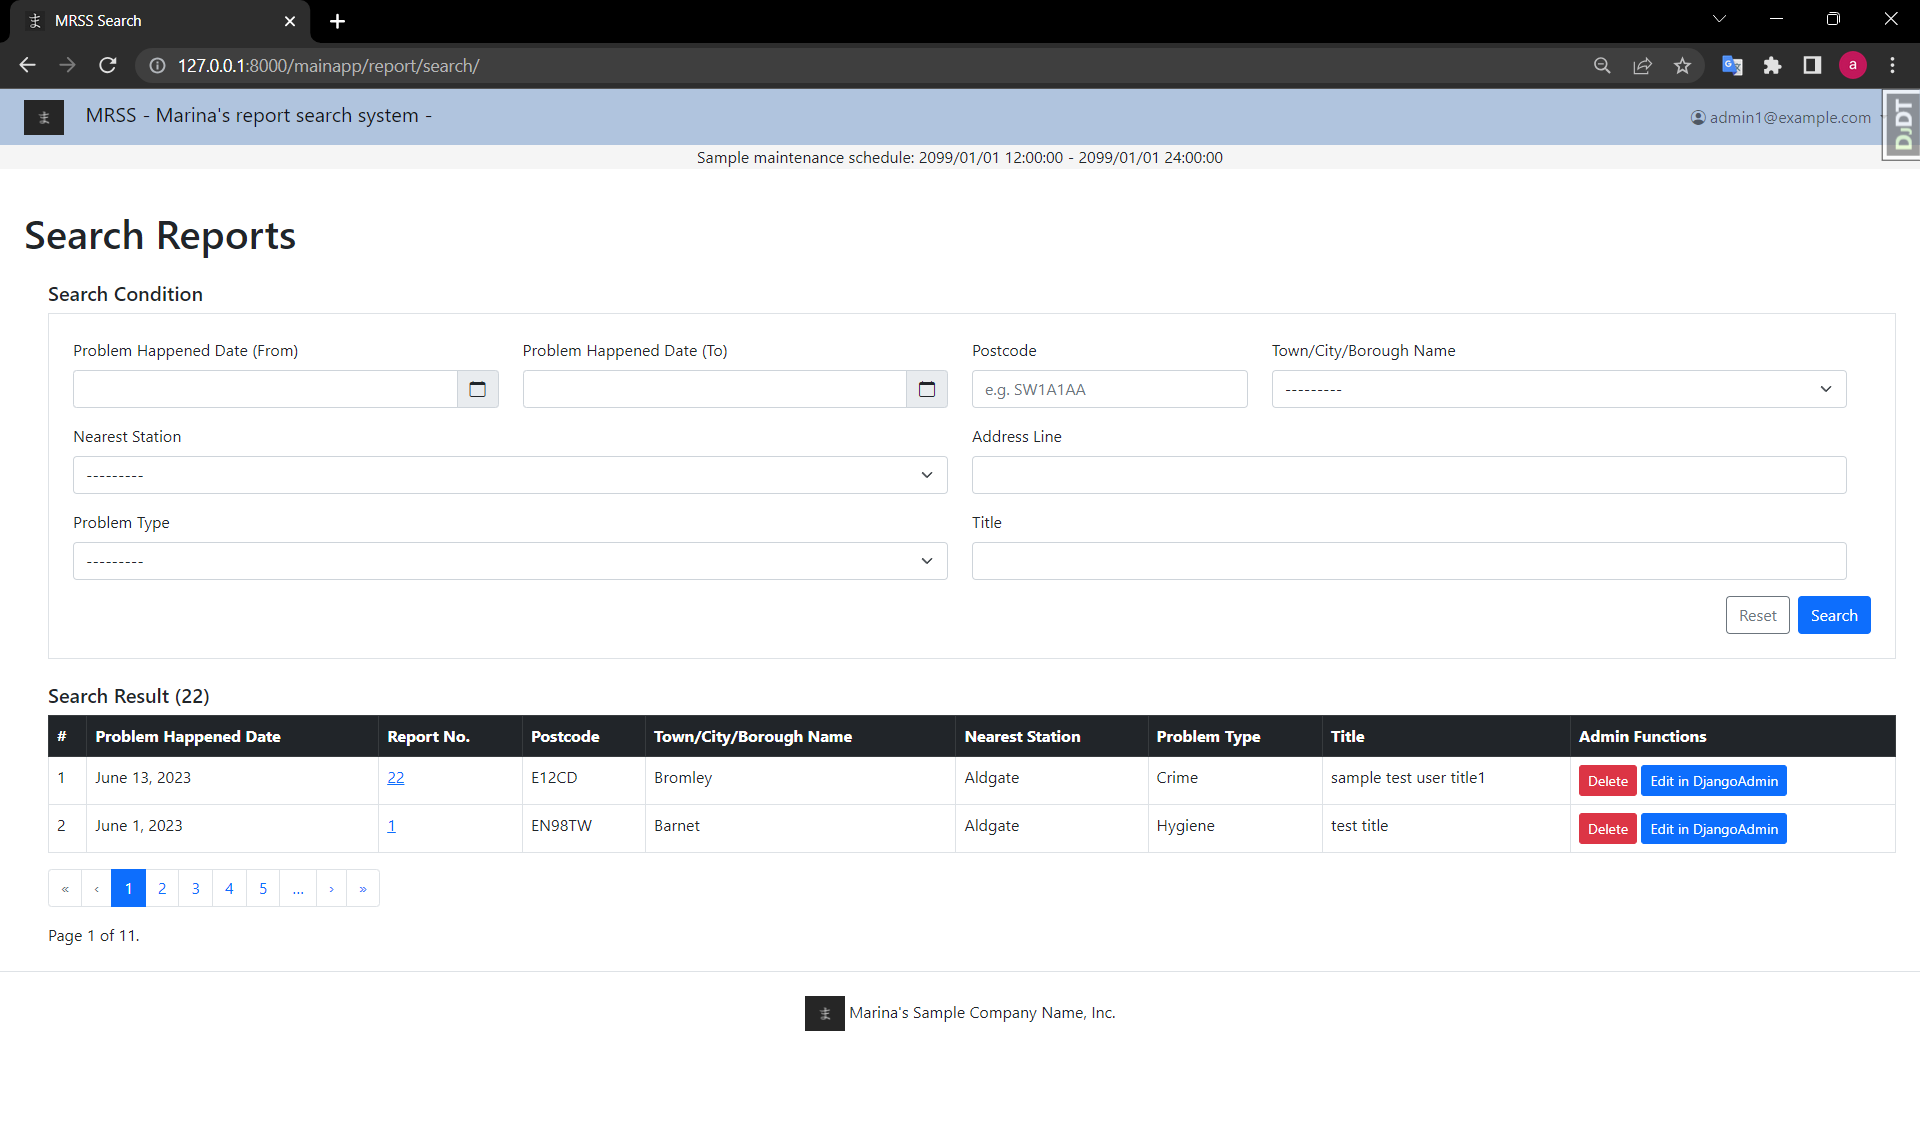 ま MRSS Search
127.0.0.1:8000/mainapp/report/search/
a
ま MRSS - Marina's report search system -
admin1@example.com
DjDT
Sample maintenance schedule: 2099/01/01 12:00:00 - 2099/01/01 24:00:00
Search Reports
Search Condition
Problem Happened Date (From) Problem Happened Date (To) Postcode Town/City/Borough Name
e.g. SW1A1AA ---------
Nearest Station Address Line
---------
Problem Type Title
---------
Reset Search
Search Result (22)
# Problem Happened Date Report No. Postcode Town/City/Borough Name Nearest Station Problem Type Title Admin Functions
1 June 13, 2023 22 E12CD Bromley Aldgate Crime sample test user title1 Delete Edit in DjangoAdmin
2 June 1, 2023 1 EN98TW Barnet Aldgate Hygiene test title Delete Edit in DjangoAdmin
« ‹ 1 2 3 4 5 ... › »
Page 1 of 11.
ま Marina's Sample Company Name, Inc.